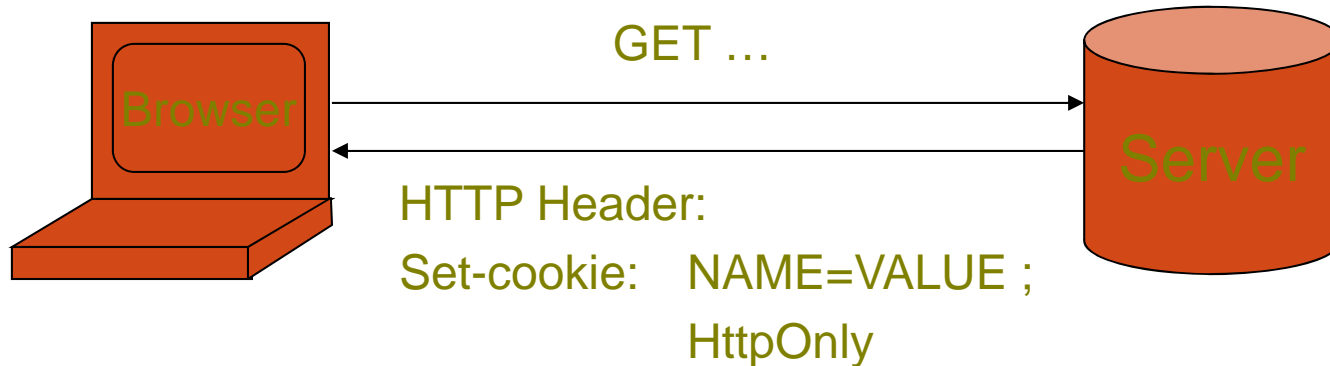 GET …
Browser
Server
HTTP Header:
Set-cookie: NAME=VALUE ;
HttpOnly